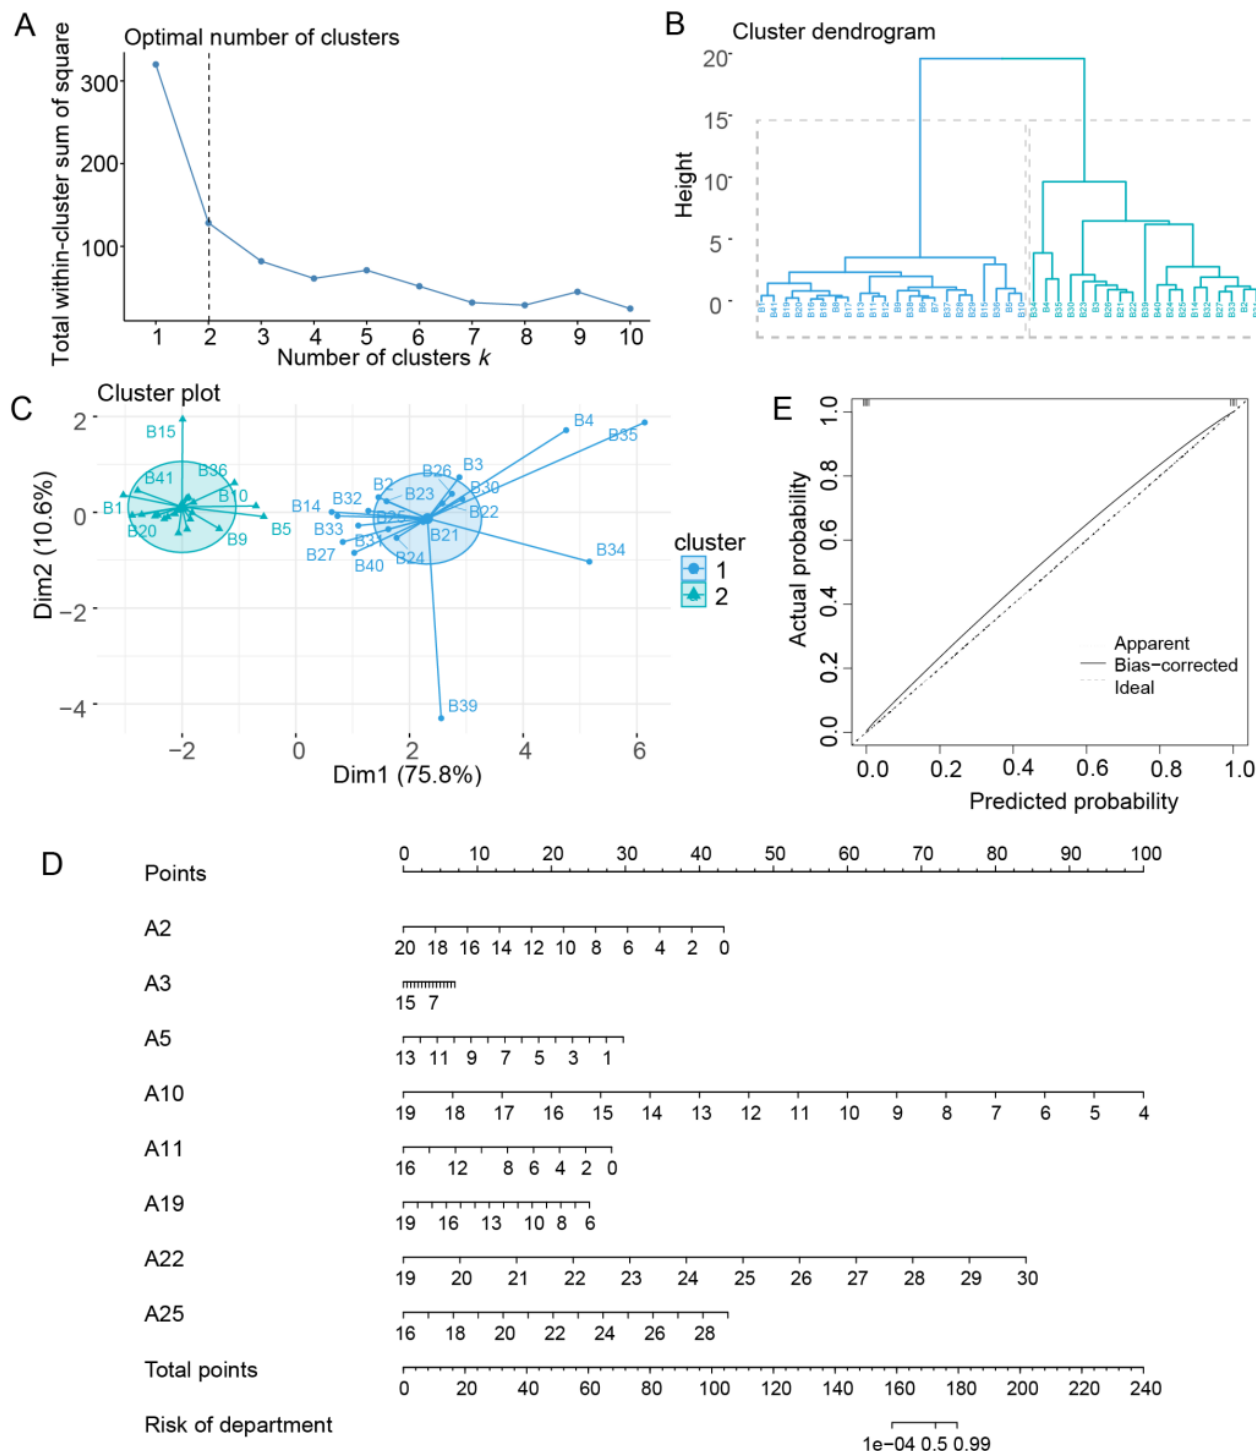 A
Optimal number of clusters
Total within-cluster sum of square
300
200
100
1 2 3 4 5 6 7 8 9 10
Number of clusters k
B
Cluster dendrogram
Height
20
15
10
5
0
C
Cluster plot
Dim2 (10.6%)
2
0
−2
−4
B15
B41
B36
B1
B10
B20
B9
B5
B4
B35
B3
B26
B30
B2
B23
B22
B32
B14
B25
B21
B33
B31
B27
B24
B40
B34
B39
−2 0 2 4 6
Dim1 (75.8%)
cluster
1
2
E
Actual probability
1.0
0.8
0.6
0.4
0.2
0.0
Apparent
Bias−corrected
Ideal
0.0 0.2 0.4 0.6 0.8 1.0
Predicted probability
D
Points
0 10 20 30 40 50 60 70 80 90 100
A2
20 18 16 14 12 10 8 6 4 2 0
A3
15 7
A5
13 11 9 7 5 3 1
A10
19 18 17 16 15 14 13 12 11 10 9 8 7 6 5 4
A11
16 12 8 6 4 2 0
A19
19 16 13 10 8 6
A22
19 20 21 22 23 24 25 26 27 28 29 30
A25
16 18 20 22 24 26 28
Total points
0 20 40 60 80 100 120 140 160 180 200 220 240
Risk of department
1e−04 0.5 0.99